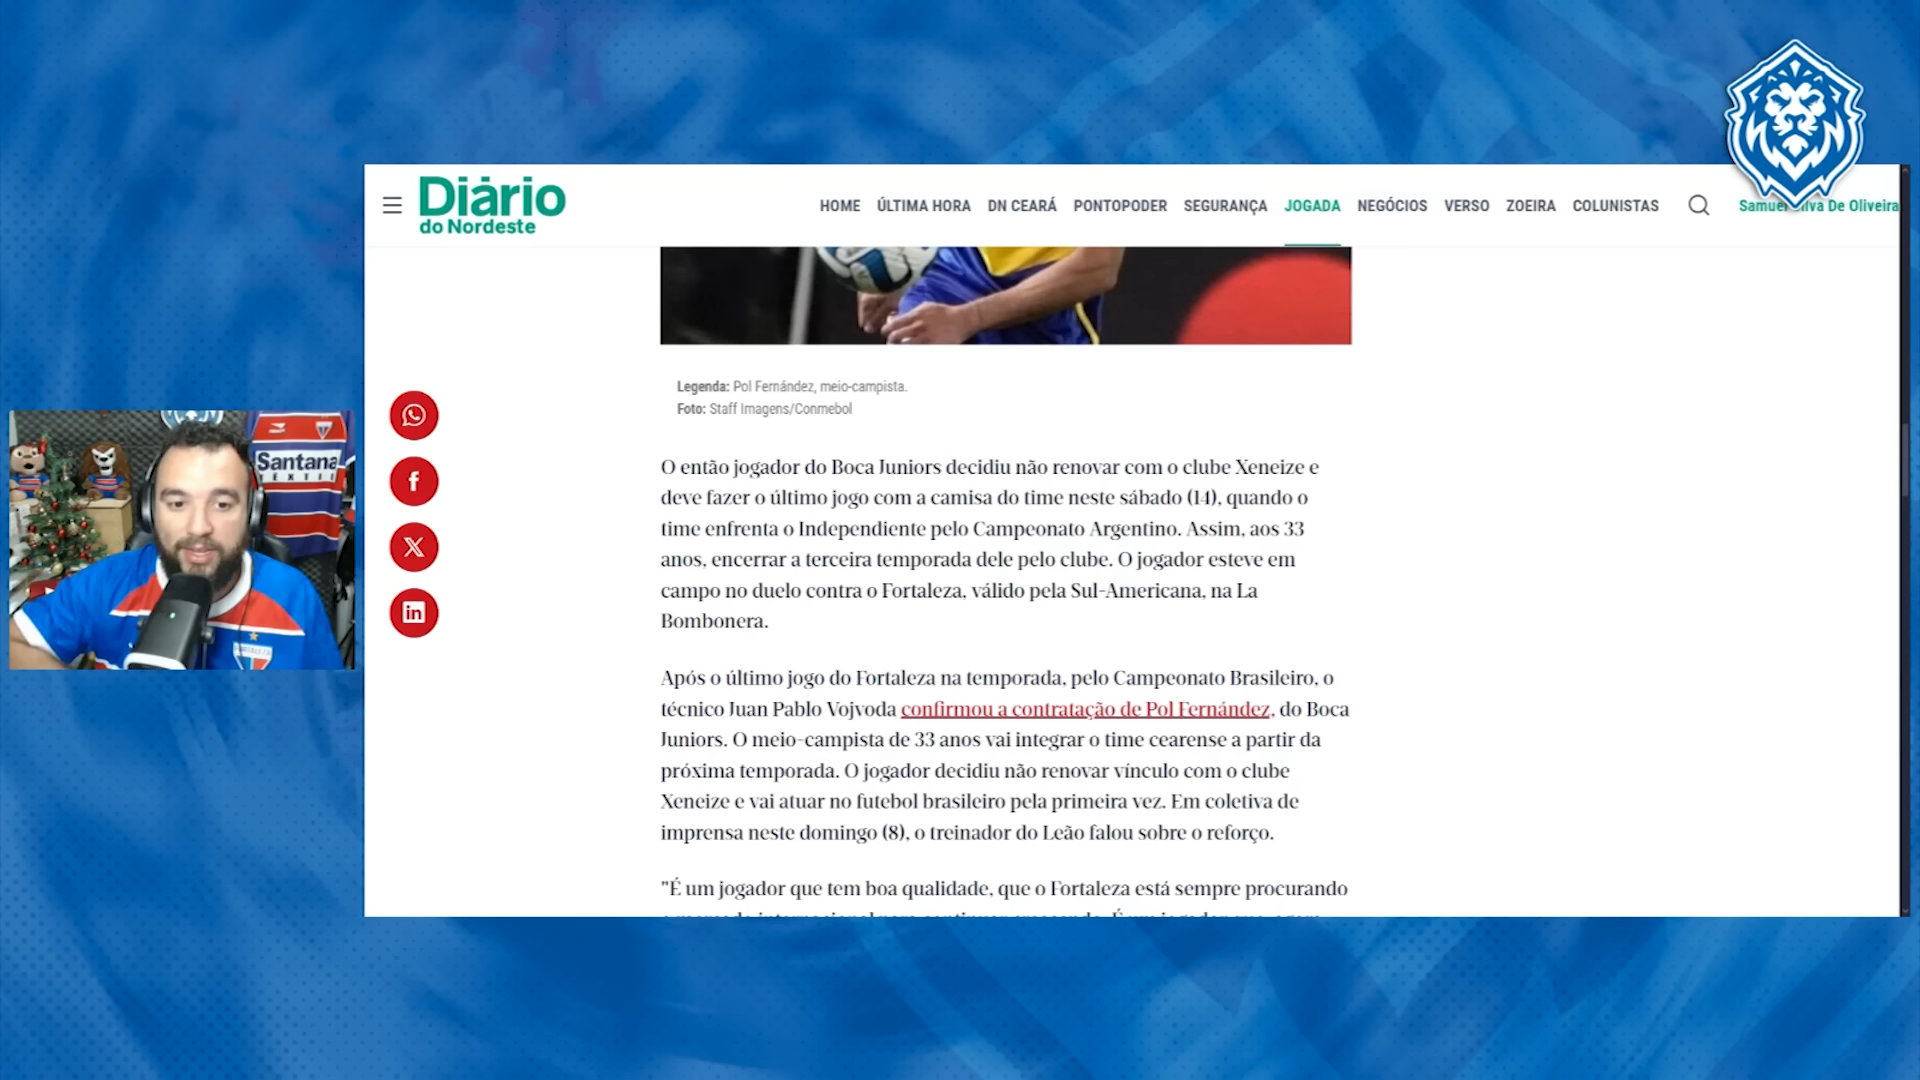 Diário
do Nordeste
HOME ÚLTIMA HORA DN CEARÁ PONTOPODER SEGURANÇA JOGADA NEGÓCIOS VERSO ZOEIRA COLUNISTAS
De Oliveira
Legenda: Pol Fernández, meio-campista.
Foto: Staff Imagens/Conmebol
O então jogador do Boca Juniors decidiu não renovar com o clube Xeneize e
deve fazer o último jogo com a camisa do time neste sábado (14), quando o
time enfrenta o Independiente pelo Campeonato Argentino. Assim, aos 33
anos, encerrar a terceira temporada dele pelo clube. O jogador esteve em
campo no duelo contra o Fortaleza, válido pela Sul-Americana, na La
Bombonera.
Após o último jogo do Fortaleza na temporada, pelo Campeonato Brasileiro, o
técnico Juan Pablo Vojvoda confirmou a contratação de Pol Fernández, do Boca
Juniors. O meio-campista de 33 anos vai integrar o time cearense a partir da
próxima temporada. O jogador decidiu não renovar vínculo com o clube
Xeneize e vai atuar no futebol brasileiro pela primeira vez. Em coletiva de
imprensa neste domingo (8), o treinador do Leão falou sobre o reforço.
"É um jogador que tem boa qualidade, que o Fortaleza está sempre procurando
Santana
TEXTIL
FORTALEZA